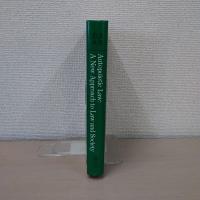 Autopoietic Law:
A New Approach to Law and Society